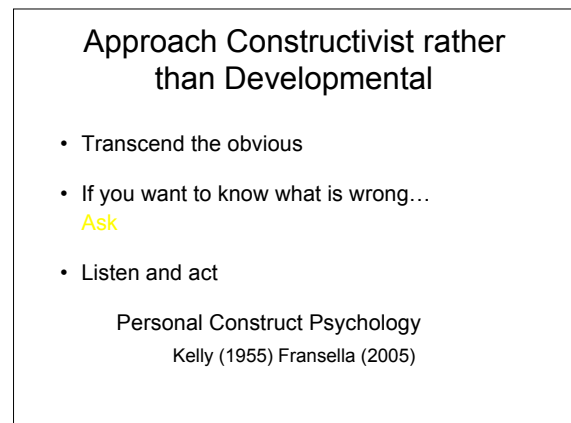 Approach Constructivist rather
than Developmental
• Transcend the obvious
• If you want to know what is wrong…
Ask
• Listen and act
Personal Construct Psychology
Kelly (1955) Fransella (2005)